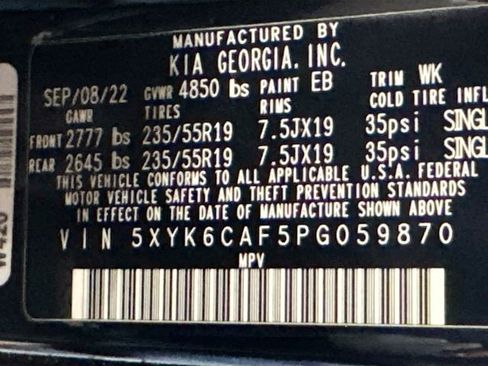 MANUFACTURED BY
KIA GEORGIA, INC.
SEP/08/22 GVWR 4850 lbs PAINT EB TRIM WK
GAWR TIRES RIMS COLD TIRE INFL
FRONT 2777 lbs 235/55R19 7.5JX19 35psi SINGL
REAR 2645 lbs 235/55R19 7.5JX19 35psi SINGL
THIS VEHICLE CONFORMS TO ALL APPLICABLE U.S.A. FEDERAL
MOTOR VEHICLE SAFETY AND THEFT PREVENTION STANDARDS
IN EFFECT ON THE DATE OF MANUFACTURE SHOWN ABOVE
VIN 5XYK6CAF5PG059870
MPV